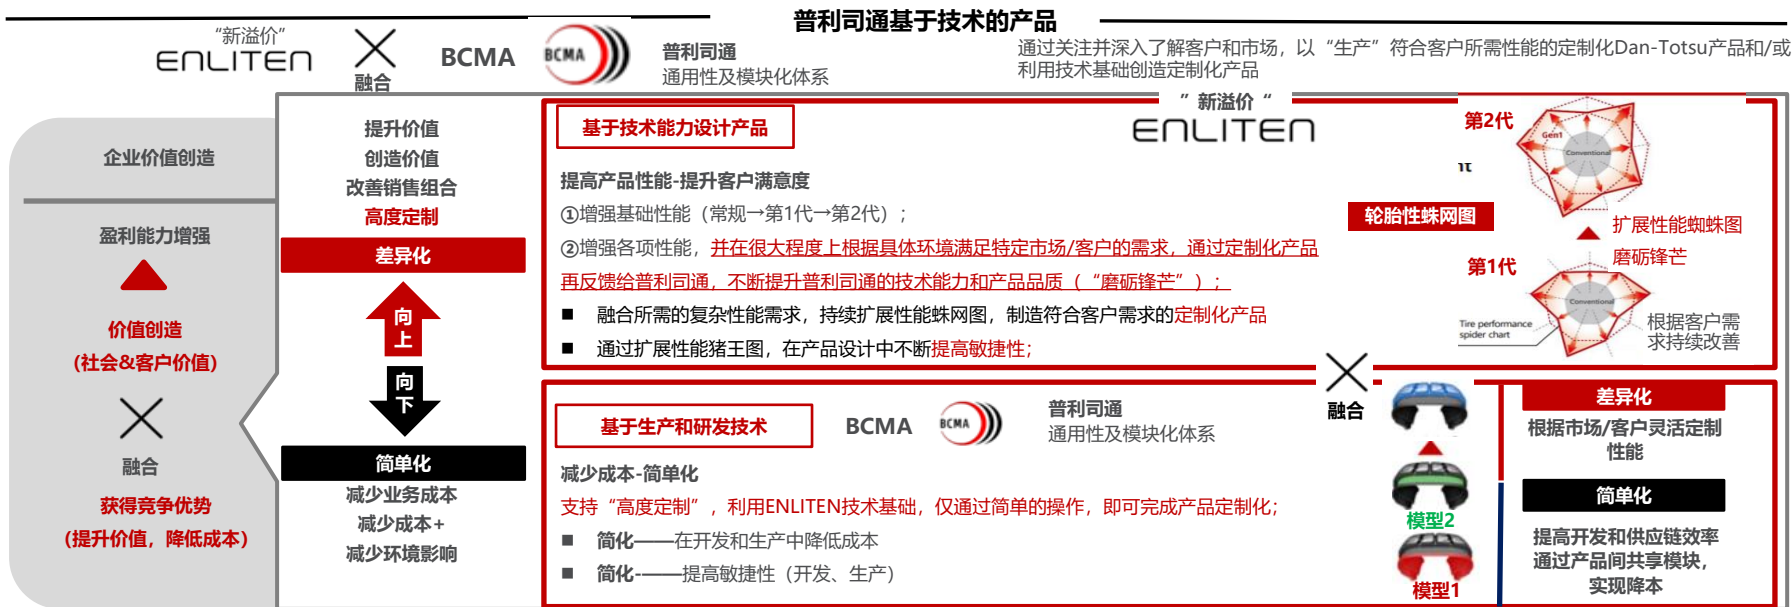 普利司通基于技术的产品
“新溢价”
ENLITEN
融合
BCMA
BCMA
普利司通
通用性及模块化体系
通过关注并深入了解客户和市场，以“生产”符合客户所需性能的定制化Dan-Totsu产品和/或
利用技术基础创造定制化产品
企业价值创造
盈利能力增强
价值创造
(社会&客户价值)
融合
获得竞争优势
(提升价值，降低成本)
提升价值
创造价值
改善销售组合
高度定制
差异化
向
上
向
下
简单化
减少业务成本
减少成本+
减少环境影响
基于技术能力设计产品
”新溢价“
ENLITEN
提高产品性能-提升客户满意度
①增强基础性能（常规→第1代→第2代）；
②增强各项性能，并在很大程度上根据具体环境满足特定市场/客户的需求，通过定制化产品
再反馈给普利司通，不断提升普利司通的技术能力和产品品质（“磨砺锋芒”）；
■ 融合所需的复杂性能需求，持续扩展性能蛛网图，制造符合客户需求的定制化产品
■ 通过扩展性能猪王图，在产品设计中不断提高敏捷性；
轮胎性蛛网图
第2代
Gen1
Conventional
nt
扩展性能蜘蛛图
磨砺锋芒
第1代
Conventional
Tire performance
spider chart
根据客户需
求持续改善
融合
基于生产和研发技术
BCMA
BCMA
普利司通
通用性及模块化体系
减少成本-简单化
支持“高度定制”，利用ENLITEN技术基础，仅通过简单的操作，即可完成产品定制化；
■ 简化——在开发和生产中降低成本
■ 简化-——提高敏捷性（开发、生产）
模型2
模型1
差异化
根据市场/客户灵活定制
性能
简单化
提高开发和供应链效率
通过产品间共享模块，
实现降本